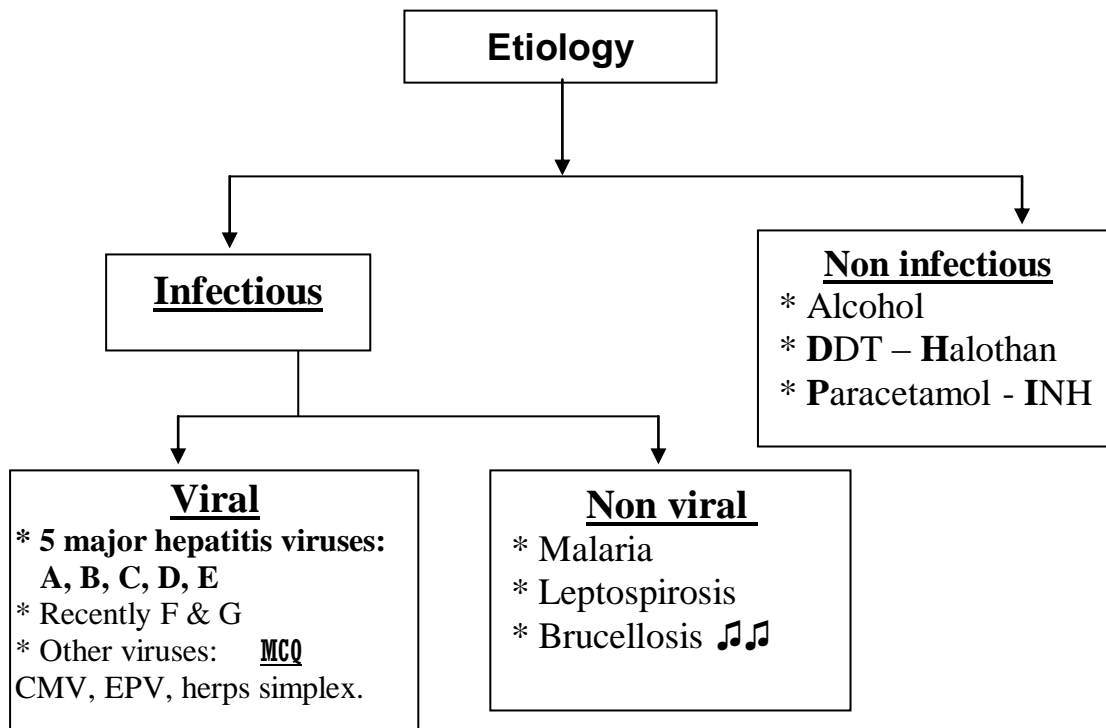 Etiology
Infectious
Non infectious
* Alcohol
* DDT – Halothan
* Paracetamol - INH
Viral
* 5 major hepatitis viruses:
A, B, C, D, E
* Recently F & G
* Other viruses: MCQ
CMV, EPV, herps simplex.
Non viral
* Malaria
* Leptospirosis
* Brucellosis ♫♫